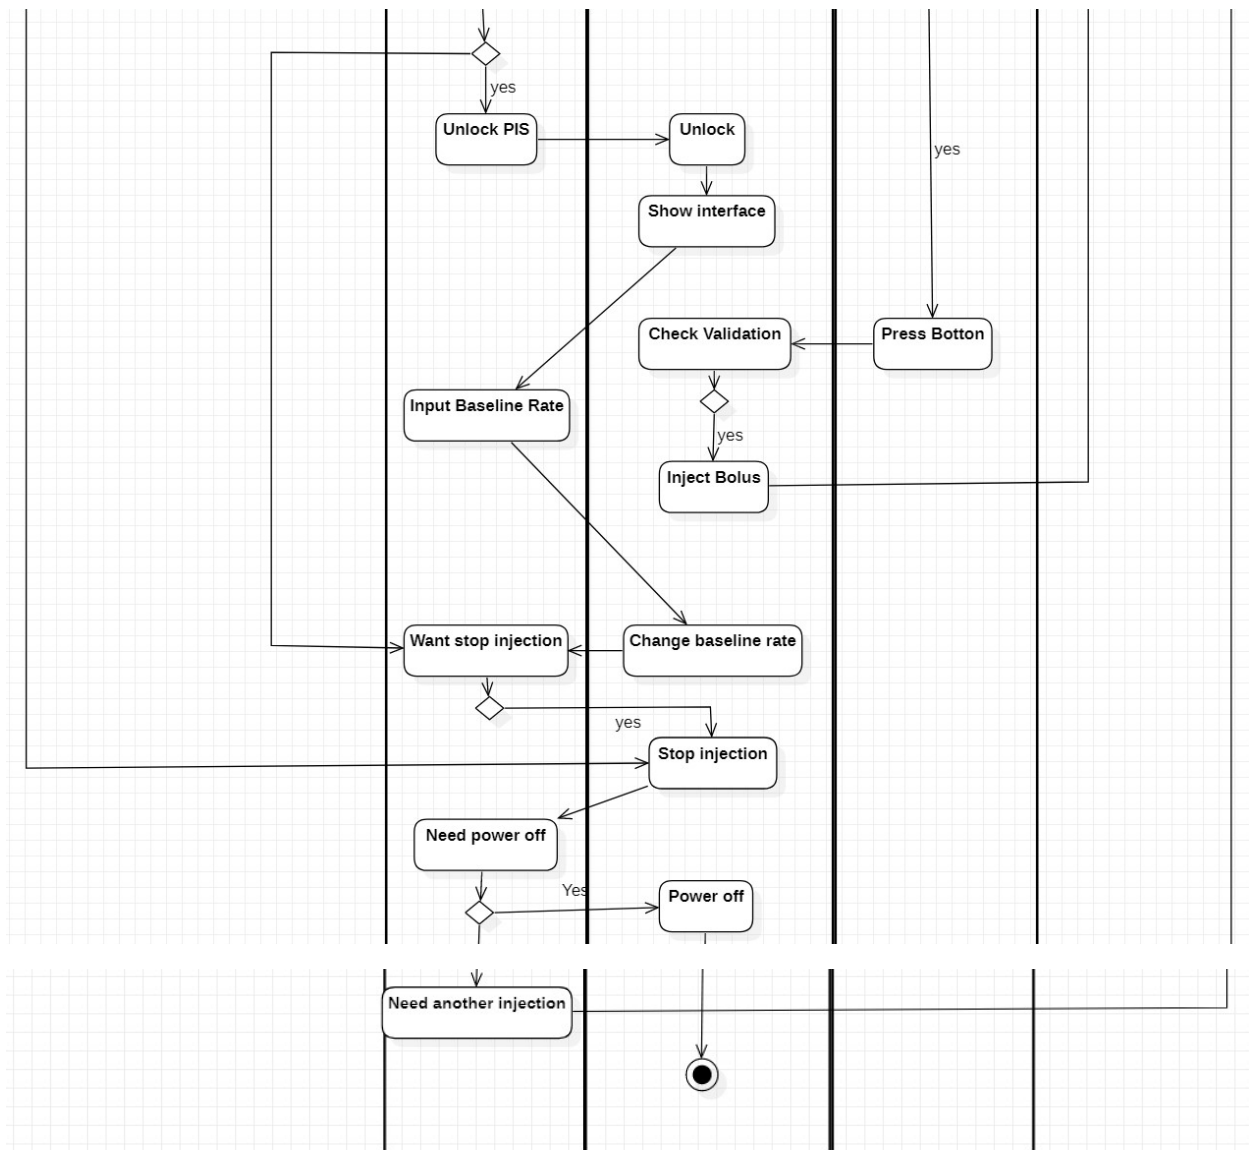 yes
Unlock PIS
Unlock
yes
Show interface
Check Validation
Press Botton
Input Baseline Rate
yes
Inject Bolus
Want stop injection
Change baseline rate
yes
Stop injection
Need power off
Yes
Power off
Need another injection